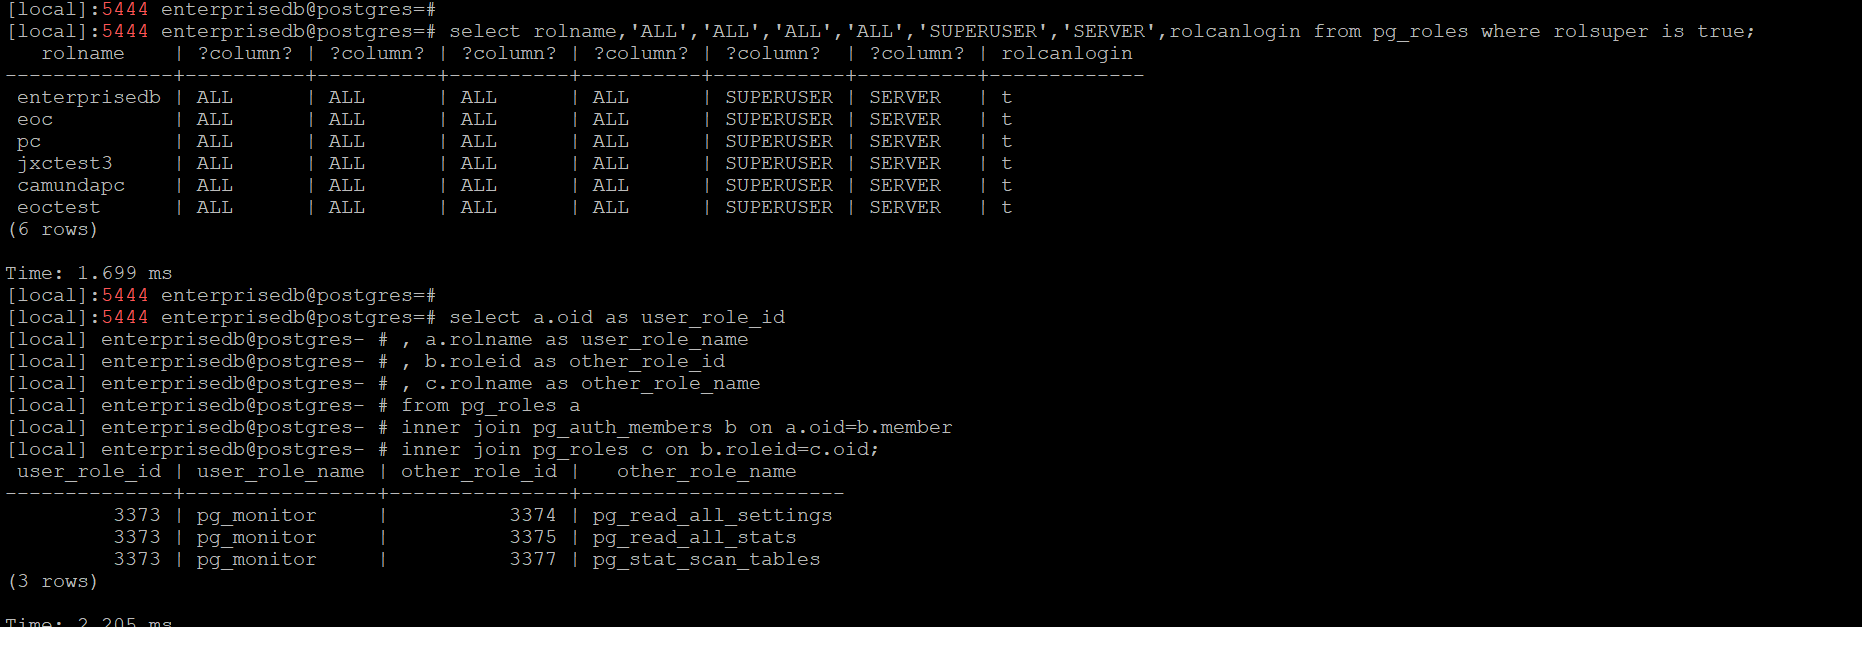 [local]:5444 enterprisedb@postgres=#
[local]:5444 enterprisedb@postgres=# select rolname,'ALL','ALL','ALL','ALL','SUPERUSER','SERVER',rolcanlogin from pg_roles where rolsuper is true;
   rolname    | ?column? | ?column? | ?column? | ?column? | ?column?  | ?column? | rolcanlogin
--------------+----------+----------+----------+----------+-----------+----------+-------------
 enterprisedb | ALL      | ALL      | ALL      | ALL      | SUPERUSER | SERVER   | t
 eoc          | ALL      | ALL      | ALL      | ALL      | SUPERUSER | SERVER   | t
 pc           | ALL      | ALL      | ALL      | ALL      | SUPERUSER | SERVER   | t
 jxctest3     | ALL      | ALL      | ALL      | ALL      | SUPERUSER | SERVER   | t
 camundapc    | ALL      | ALL      | ALL      | ALL      | SUPERUSER | SERVER   | t
 eoctest      | ALL      | ALL      | ALL      | ALL      | SUPERUSER | SERVER   | t
(6 rows)
Time: 1.699 ms
[local]:5444 enterprisedb@postgres=#
[local]:5444 enterprisedb@postgres=# select a.oid as user_role_id
[local] enterprisedb@postgres- # , a.rolname as user_role_name
[local] enterprisedb@postgres- # , b.roleid as other_role_id
[local] enterprisedb@postgres- # , c.rolname as other_role_name
[local] enterprisedb@postgres- # from pg_roles a
[local] enterprisedb@postgres- # inner join pg_auth_members b on a.oid=b.member
[local] enterprisedb@postgres- # inner join pg_roles c on b.roleid=c.oid;
 user_role_id | user_role_name | other_role_id |   other_role_name
--------------+----------------+---------------+----------------------
         3373 | pg_monitor     |          3374 | pg_read_all_settings
         3373 | pg_monitor     |          3375 | pg_read_all_stats
         3373 | pg_monitor     |          3377 | pg_stat_scan_tables
(3 rows)
Time: 2.205 ms